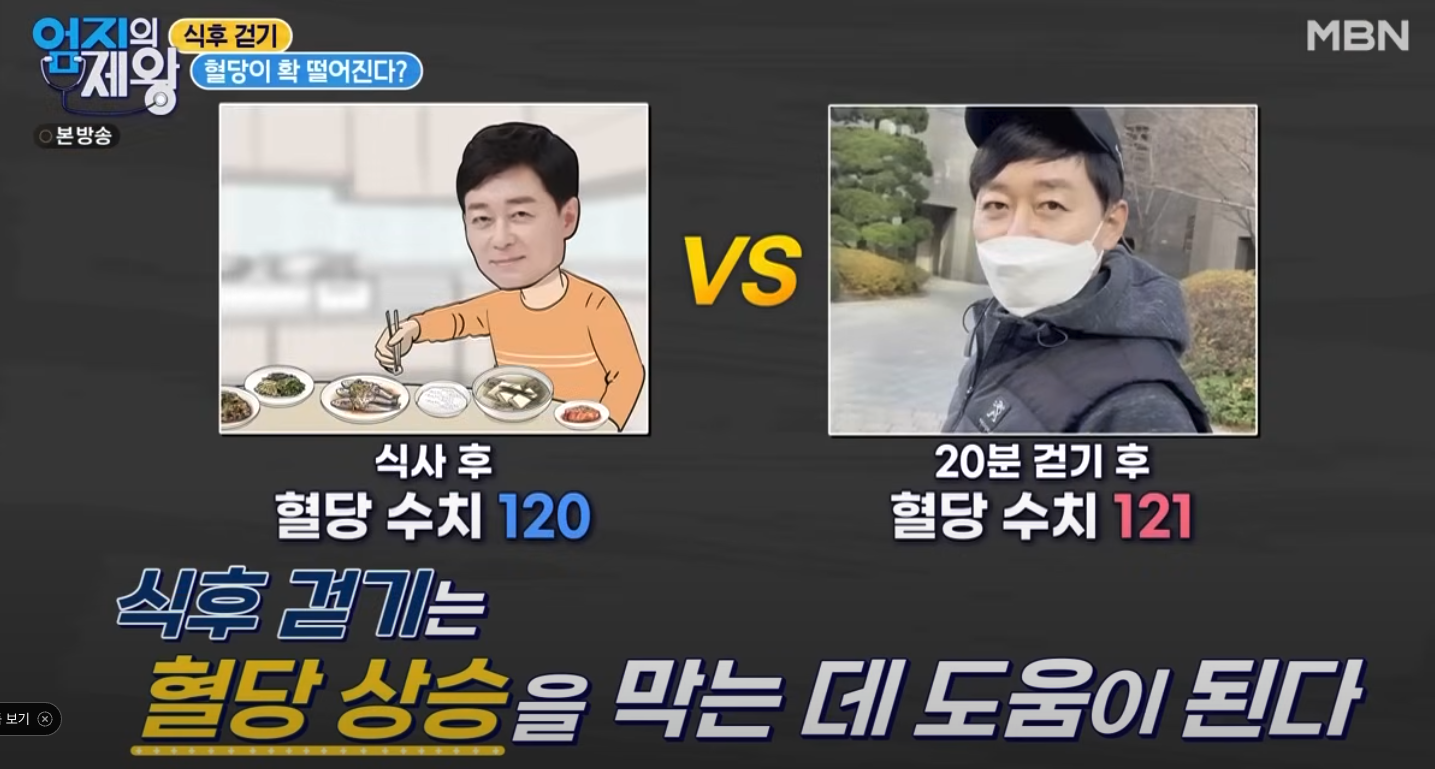 엄지의 제왕
식후 걷기
혈당이 확 떨어진다?
본방송
MBN
VS
식사 후
혈당 수치 120
20분 걷기 후
혈당 수치 121
식후 걷기는
혈당 상승을 막는 데 도움이 된다
보기